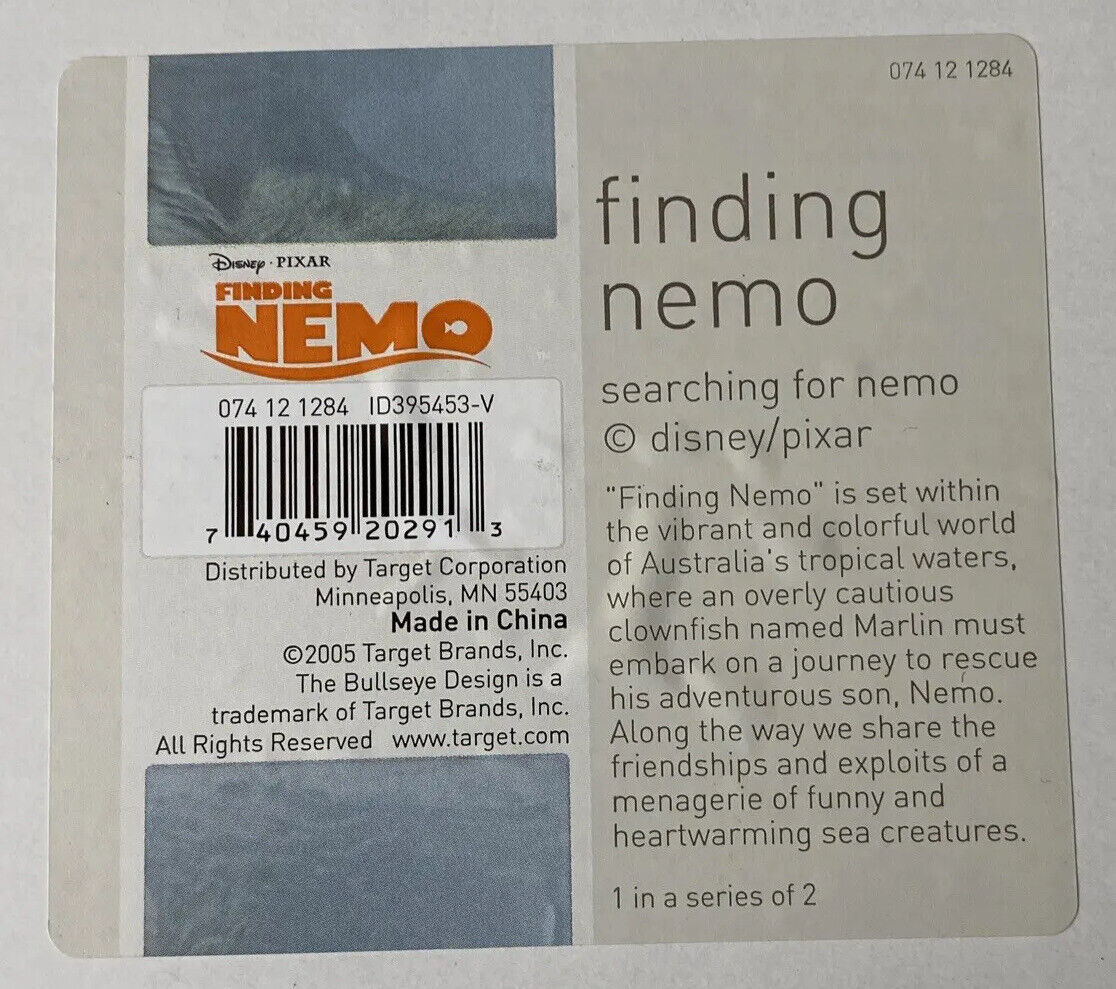 DISNEY · PIXAR
FINDING
NEMO
™
074 12 1284 ID395453-V
7 40459 20291 3
Distributed by Target Corporation
Minneapolis, MN 55403
Made in China
©2005 Target Brands, Inc.
The Bullseye Design is a
trademark of Target Brands, Inc.
All Rights Reserved www.target.com
074 12 1284
finding
nemo
searching for nemo
© disney/pixar
"Finding Nemo" is set within
the vibrant and colorful world
of Australia's tropical waters,
where an overly cautious
clownfish named Marlin must
embark on a journey to rescue
his adventurous son, Nemo.
Along the way we share the
friendships and exploits of a
menagerie of funny and
heartwarming sea creatures.
1 in a series of 2